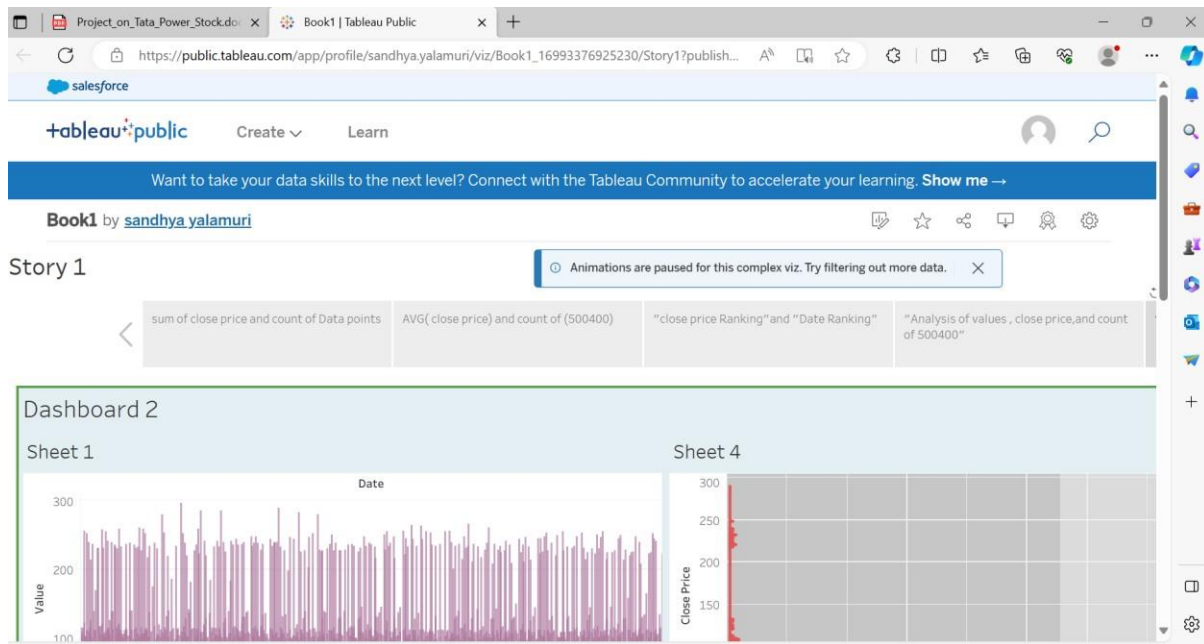 Project_on_Tata_Power_Stock.do
Book1 | Tableau Public
https://public.tableau.com/app/profile/sandhya.yalamuri/viz/Book1_16993376925230/Story1?publish...
salesforce
+ableau public
Create
Learn
Want to take your data skills to the next level? Connect with the Tableau Community to accelerate your learning. Show me →
Book1 by sandhya yalamuri
Story 1
Animations are paused for this complex viz. Try filtering out more data.
sum of close price and count of Data points
AVG( close price) and count of (500400)
"close price Ranking"and "Date Ranking"
"Analysis of values , close price,and count
of 500400"
Dashboard 2
Sheet 1
Sheet 4
Date
300
200
100
Value
300
250
200
150
Close Price